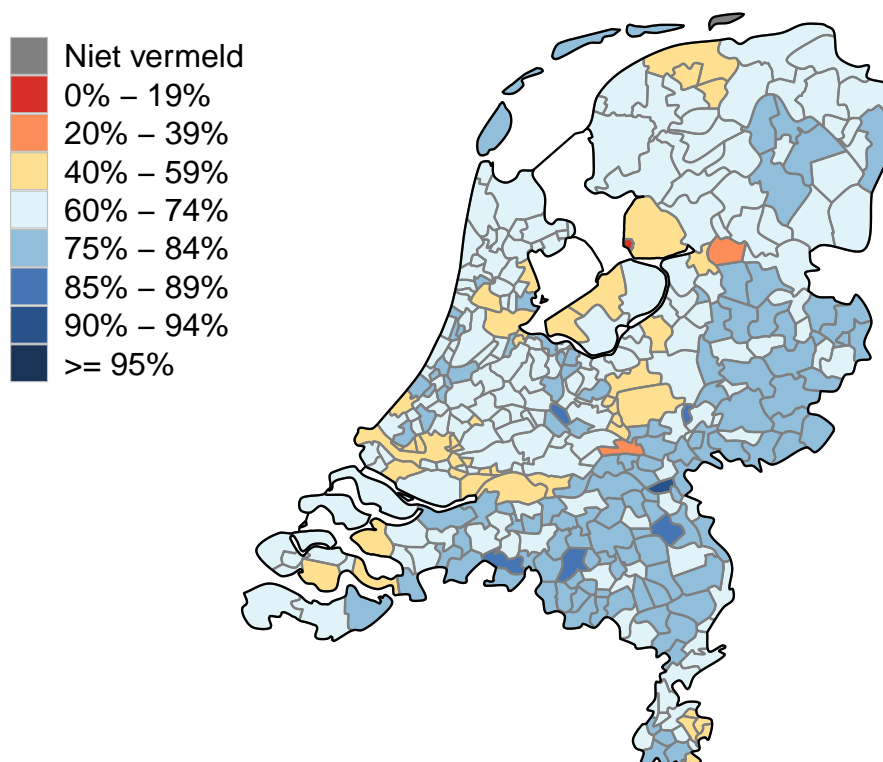 Niet vermeld
0% – 19%
20% – 39%
40% – 59%
60% – 74%
75% – 84%
85% – 89%
90% – 94%
>= 95%